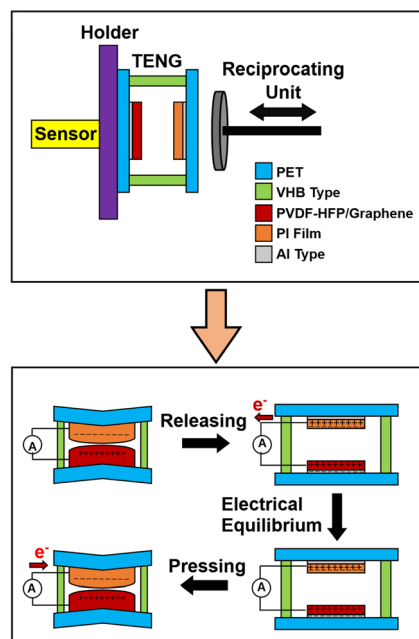 Holder
TENG
Reciprocating
Unit
Sensor
PET
VHB Type
PVDF-HFP/Graphene
PI Film
Al Type
Releasing
e-
A
A
Electrical
Equilibrium
e-
Pressing
A
A